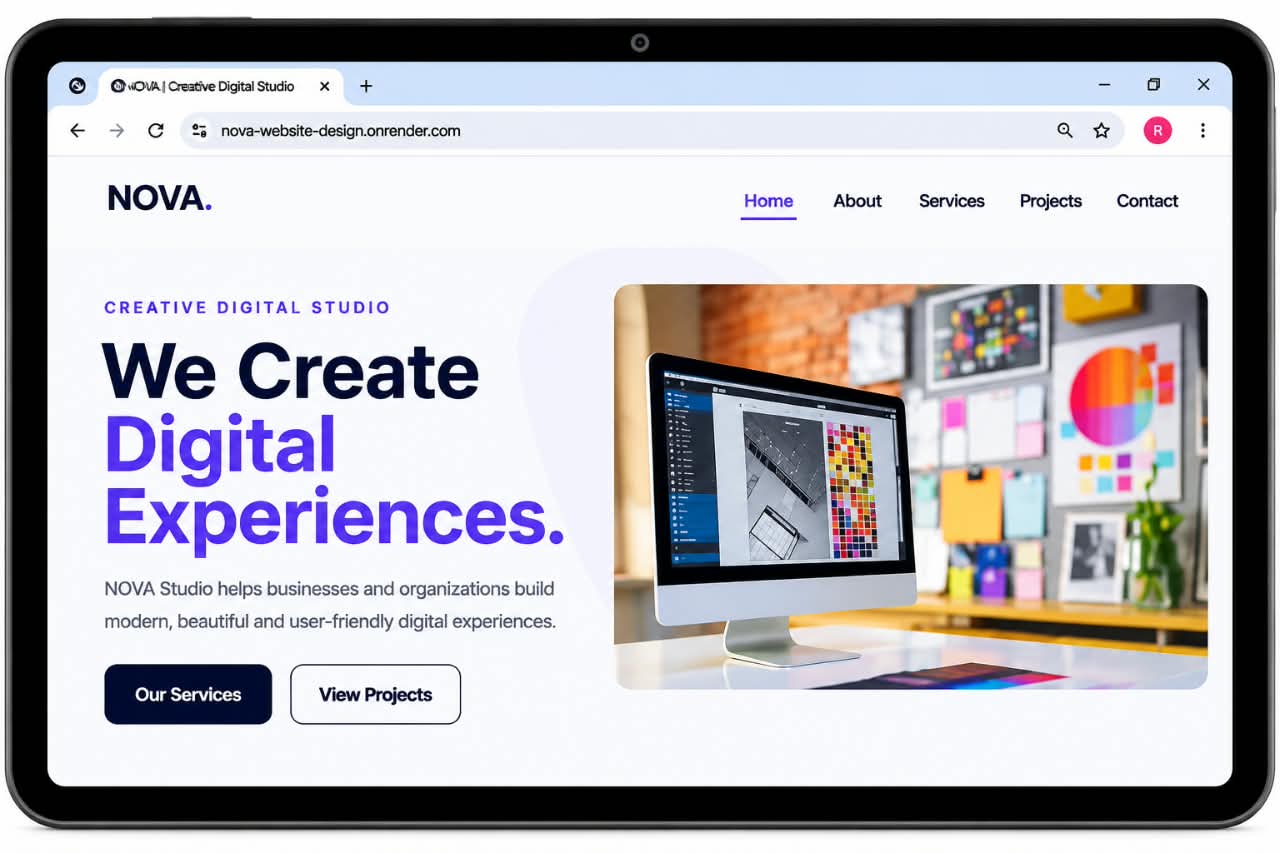 NOVA | Creative Digital Studio
nova-website-design.onrender.com
R
NOVA.
Home About Services Projects Contact
CREATIVE DIGITAL STUDIO
We Create
Digital
Experiences.
NOVA Studio helps businesses and organizations build
modern, beautiful and user-friendly digital experiences.
Our Services View Projects